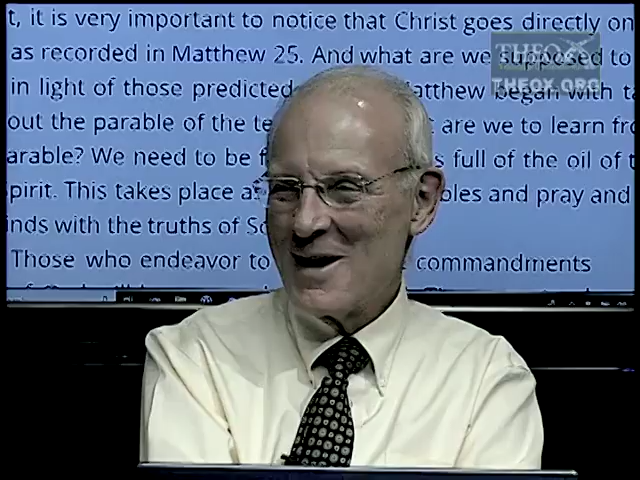 t, it is very important to notice that Christ goes directly on
as recorded in Matthew 25. And what are we supposed to
in light of those predicted atthew began with ta
out the parable of the te are we to learn fro
arable? We need to be f s full of the oil of t
pirit. This takes place a bles and pray and
inds with the truths of Sc
Those who endeavor to commandments
THEOX
THEOX.ORG